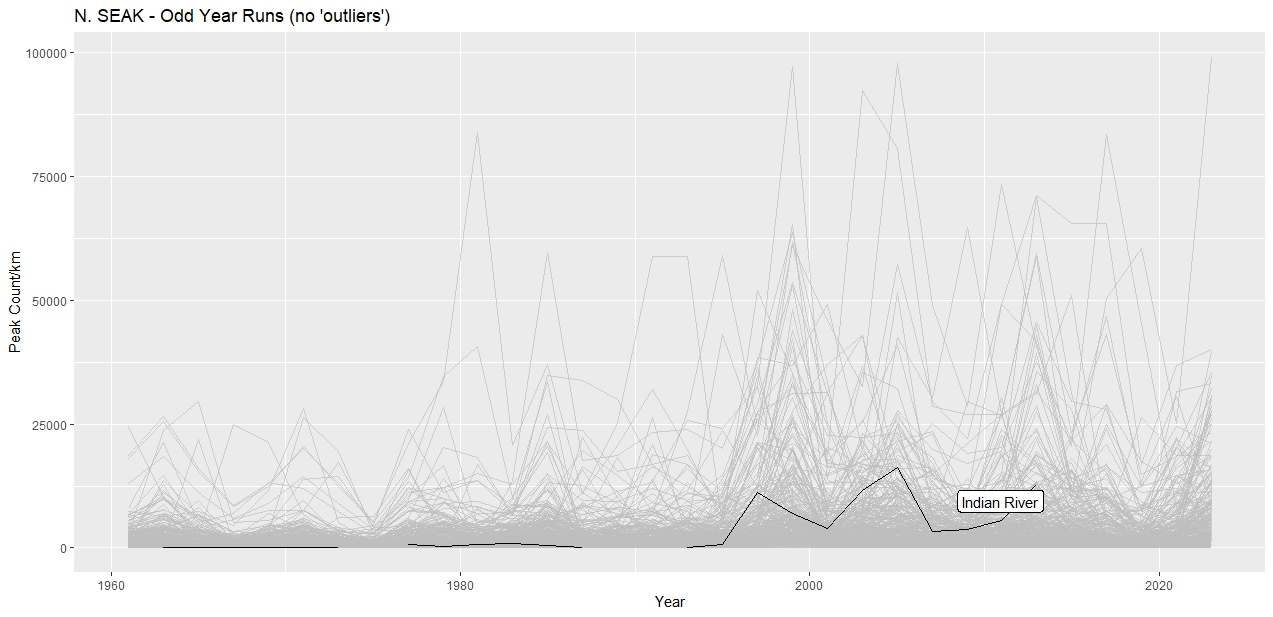 N. SEAK - Odd Year Runs (no 'outliers')
100000
75000
50000
25000
0
Peak Count/km
Indian River
1960
1980
2000
2020
Year